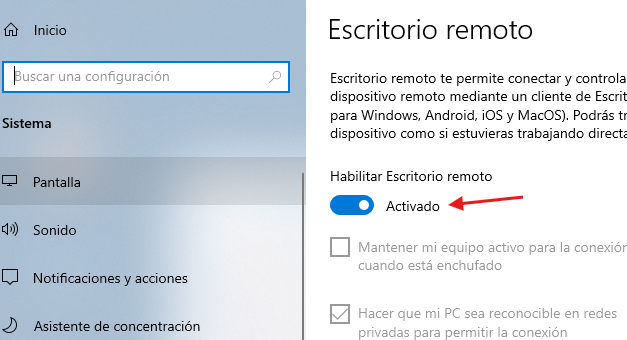 Inicio
Buscar una configuración
Sistema
Pantalla
Sonido
Notificaciones y acciones
Asistente de concentración
Escritorio remoto
Escritorio remoto te permite conectar y controla
dispositivo remoto mediante un cliente de Escrit
para Windows, Android, iOS y MacOS). Podrás tr
dispositivo como si estuvieras trabajando directa
Habilitar Escritorio remoto
Activado
Mantener mi equipo activo para la conexión
cuando está enchufado
Hacer que mi PC sea reconocible en redes
privadas para permitir la conexión